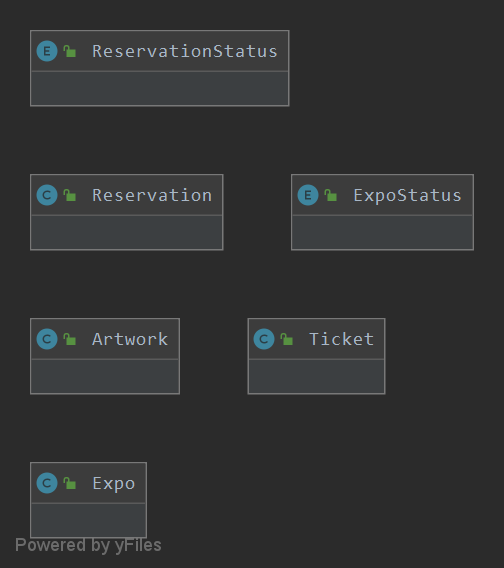 E ReservationStatus
C Reservation
E ExpoStatus
C Artwork
C Ticket
C Expo
Powered by yFiles